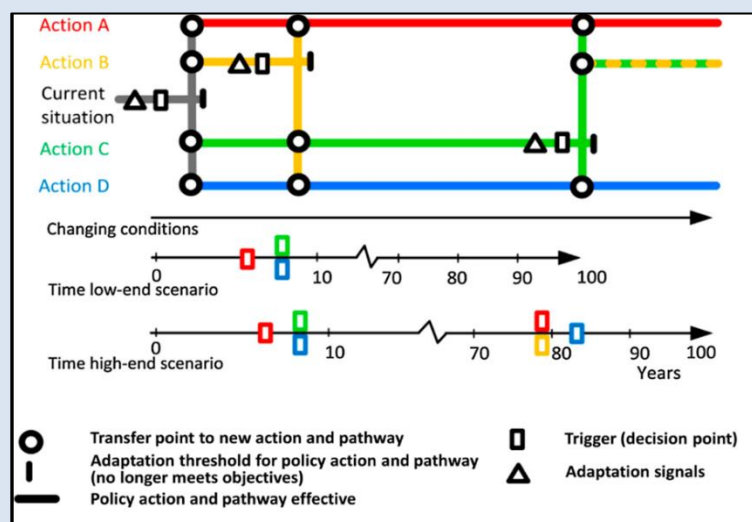 Action A
Action B
Current
situation
Action C
Action D
Changing conditions
0 10 70 80 90 100
Time low-end scenario
0 10 70 80 90 100
Time high-end scenario
Years
Transfer point to new action and pathway
Adaptation threshold for policy action and pathway
(no longer meets objectives)
Policy action and pathway effective
Trigger (decision point)
Adaptation signals